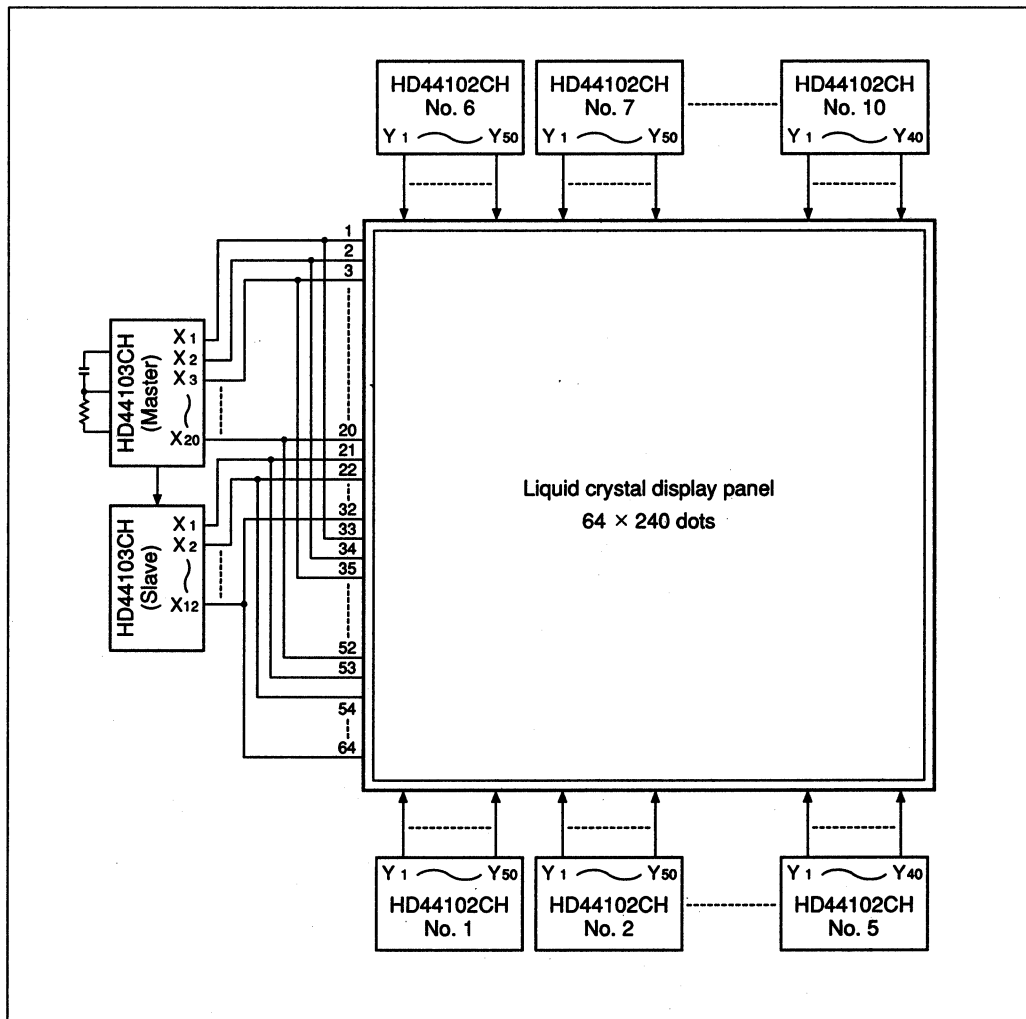 HD44102CH
No. 6
Y1 Y50
HD44102CH
No. 7
Y1 Y50
HD44102CH
No. 10
Y1 Y40
HD44103CH
(Master)
X1
X2
X3
X20
HD44103CH
(Slave)
X1
X2
X12
1
2
3
20
21
22
32
33
34
35
52
53
54
64
Liquid crystal display panel
64 × 240 dots
Y1 Y50
HD44102CH
No. 1
Y1 Y50
HD44102CH
No. 2
Y1 Y40
HD44102CH
No. 5